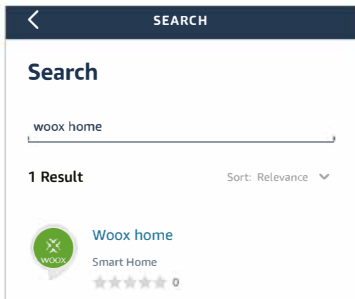 SEARCH
Search
woox home
1 Result
Sort: Relevance
WOOX
Woox home
Smart Home
0